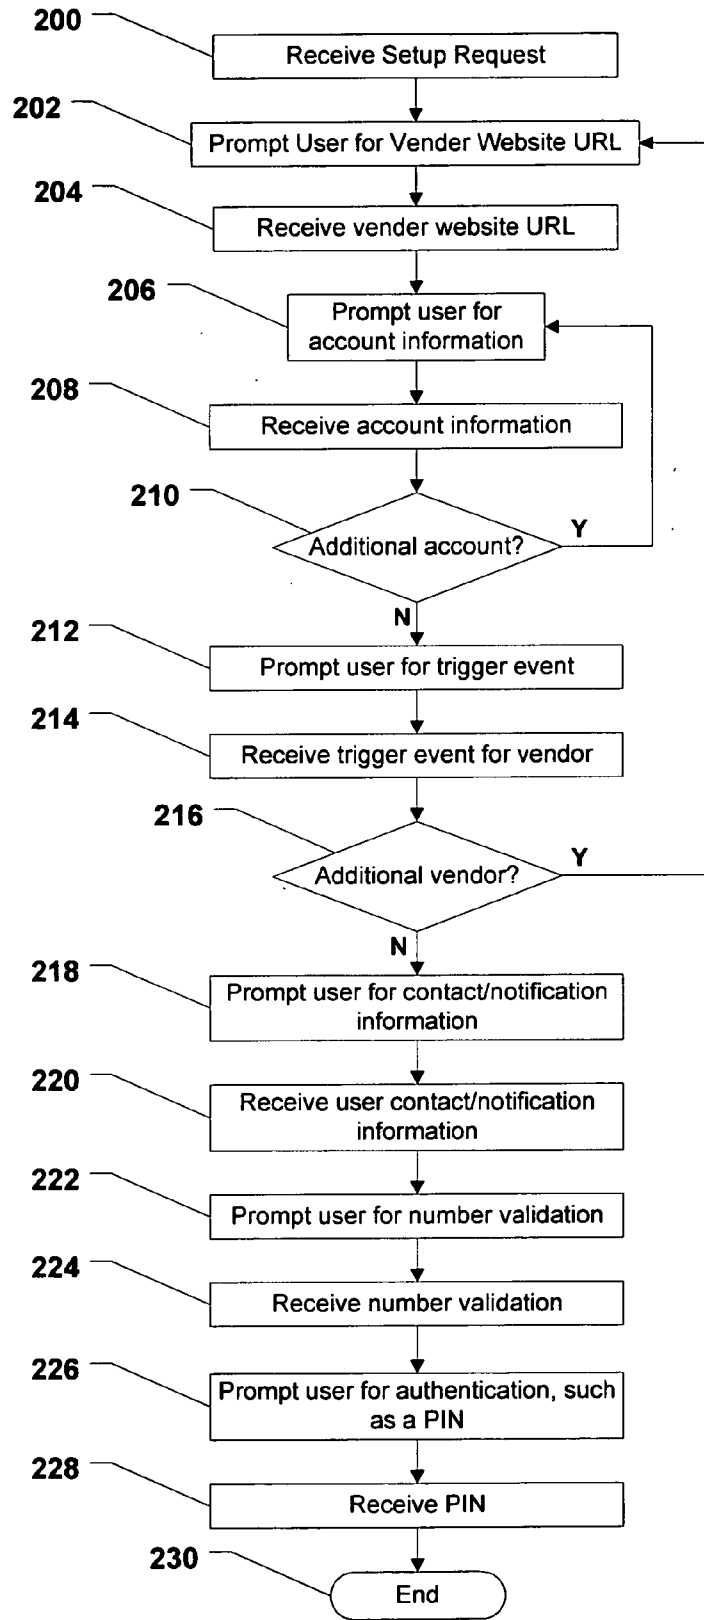 200
Receive Setup Request
202
Prompt User for Vender Website URL
204
Receive vender website URL
206
Prompt user for
account information
208
Receive account information
210
Additional account?
Y
N
212
Prompt user for trigger event
214
Receive trigger event for vendor
216
Additional vendor?
Y
N
218
Prompt user for contact/notification
information
220
Receive user contact/notification
information
222
Prompt user for number validation
224
Receive number validation
226
Prompt user for authentication, such
as a PIN
228
Receive PIN
230
End